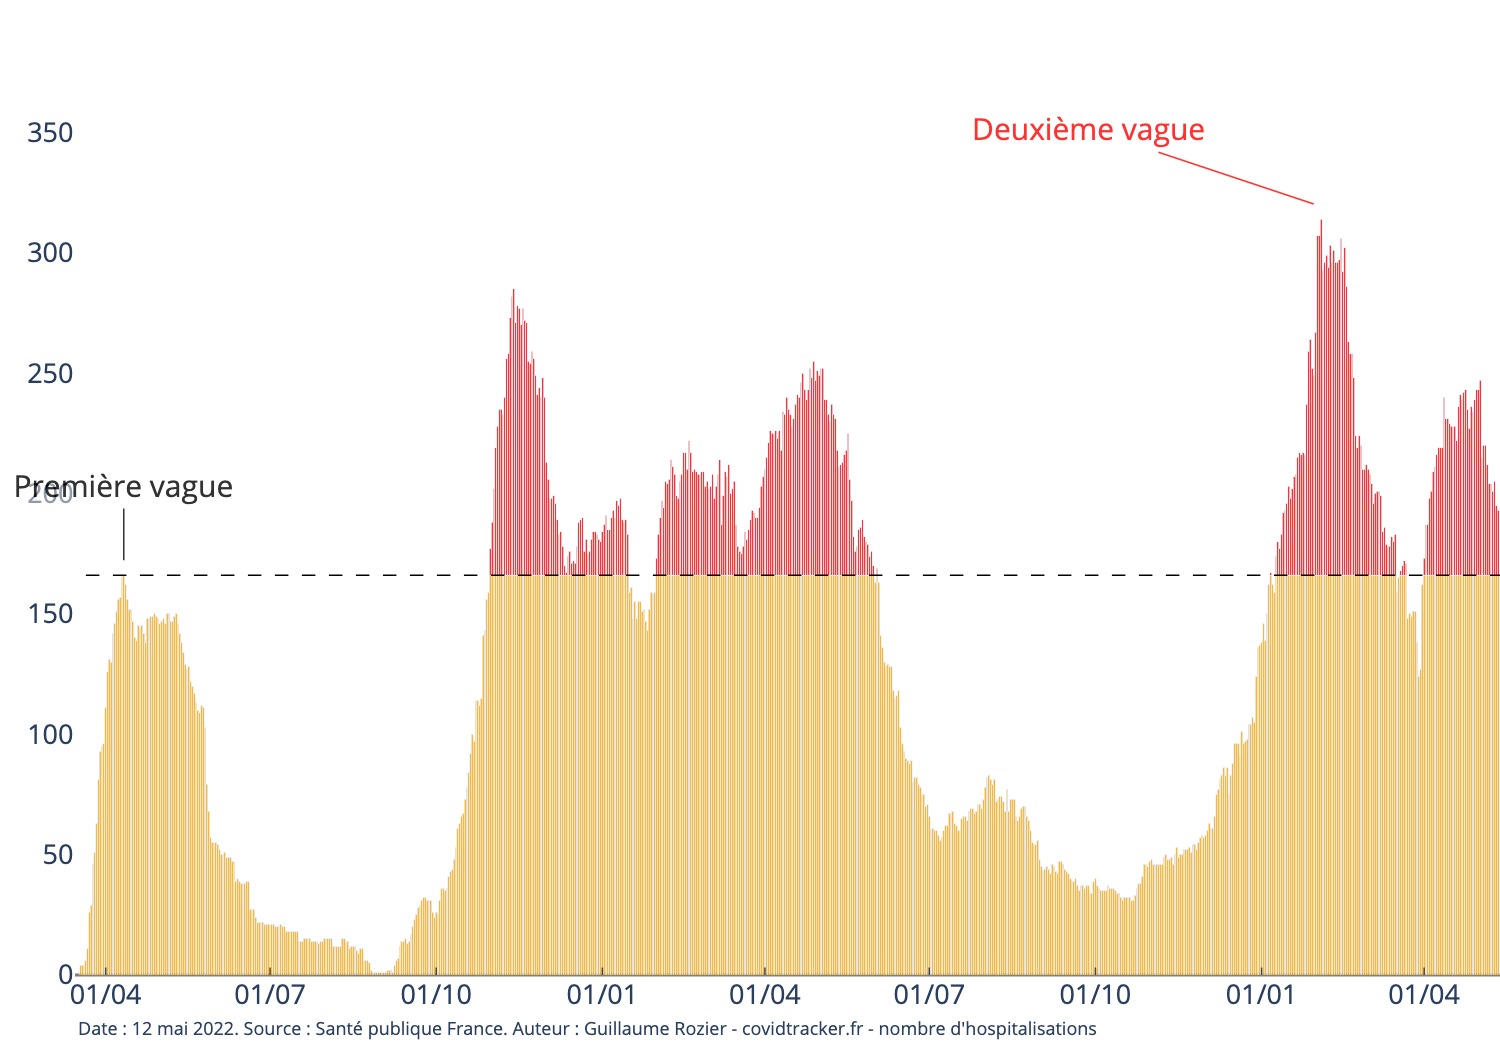 350
Deuxième vague
300
250
Première vague
200
150
100
50
0
01/04 01/07 01/10 01/01 01/04 01/07 01/10 01/01 01/04
Date : 12 mai 2022. Source : Santé publique France. Auteur : Guillaume Rozier - covidtracker.fr - nombre d'hospitalisations